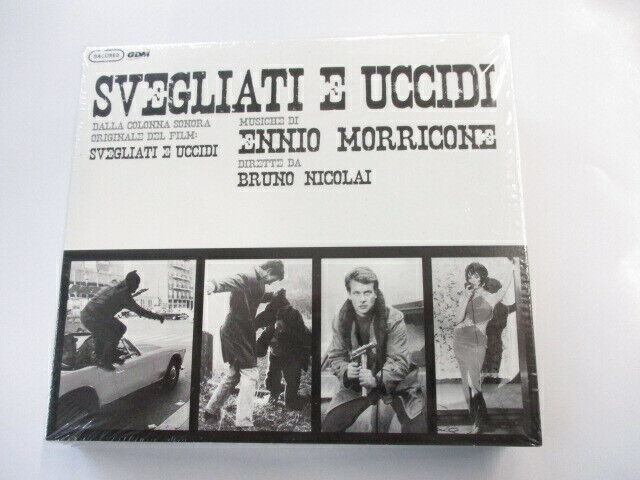 GDM
SVEGLIATI E UCCIDI
DALLA COLONNA SONORA
ORIGINALE DEL FILM:
SVEGLIATI E UCCIDI
MUSICHE DI
ENNIO MORRICONE
DIRETTE DA
BRUNO NICOLAI